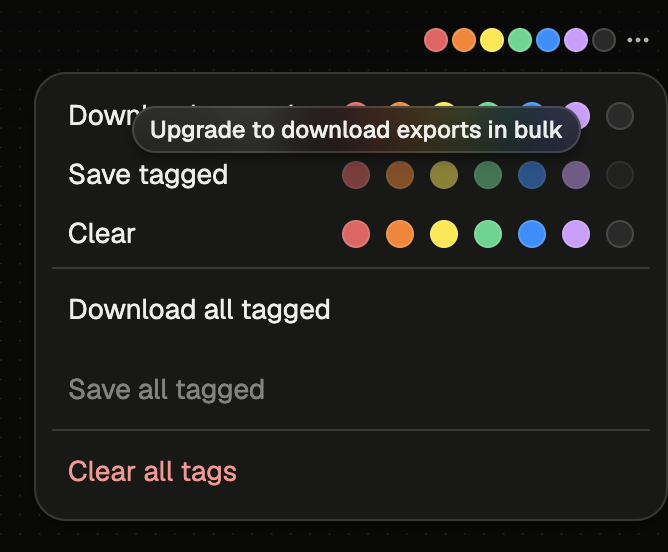 Upgrade to download exports in bulk
Save tagged
Clear
Download all tagged
Save all tagged
Clear all tags